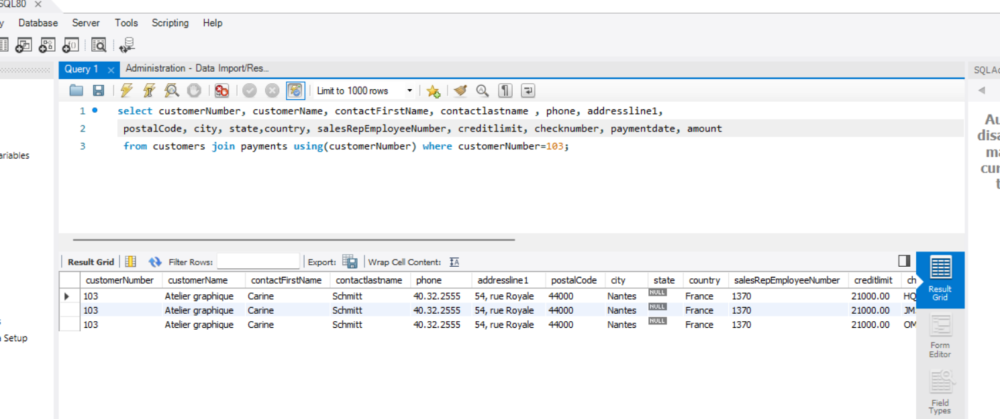 SQL80
Database Server Tools Scripting Help
Query 1 Administration - Data Import/Res...
Limit to 1000 rows
1 select customerNumber, customerName, contactFirstName, contactlastname , phone, addressline1,
2 postalCode, city, state,country, salesRepEmployeeNumber, creditlimit, checknumber, paymentdate, amount
3 from customers join payments using(customerNumber) where customerNumber=103;
ariables
Setup
Result Grid Filter Rows: Export: Wrap Cell Content:
customerNumber customerName contactFirstName contactlastname phone addressline1 postalCode city state country salesRepEmployeeNumber creditlimit ch
103 Atelier graphique Carine Schmitt 40.32.2555 54, rue Royale 44000 Nantes NULL France 1370 21000.00 HQ
103 Atelier graphique Carine Schmitt 40.32.2555 54, rue Royale 44000 Nantes NULL France 1370 21000.00 JM
103 Atelier graphique Carine Schmitt 40.32.2555 54, rue Royale 44000 Nantes NULL France 1370 21000.00 OM
Result
Grid
Form
Editor
Field
Types
SQLAd
Au
disa
ma
cur
t